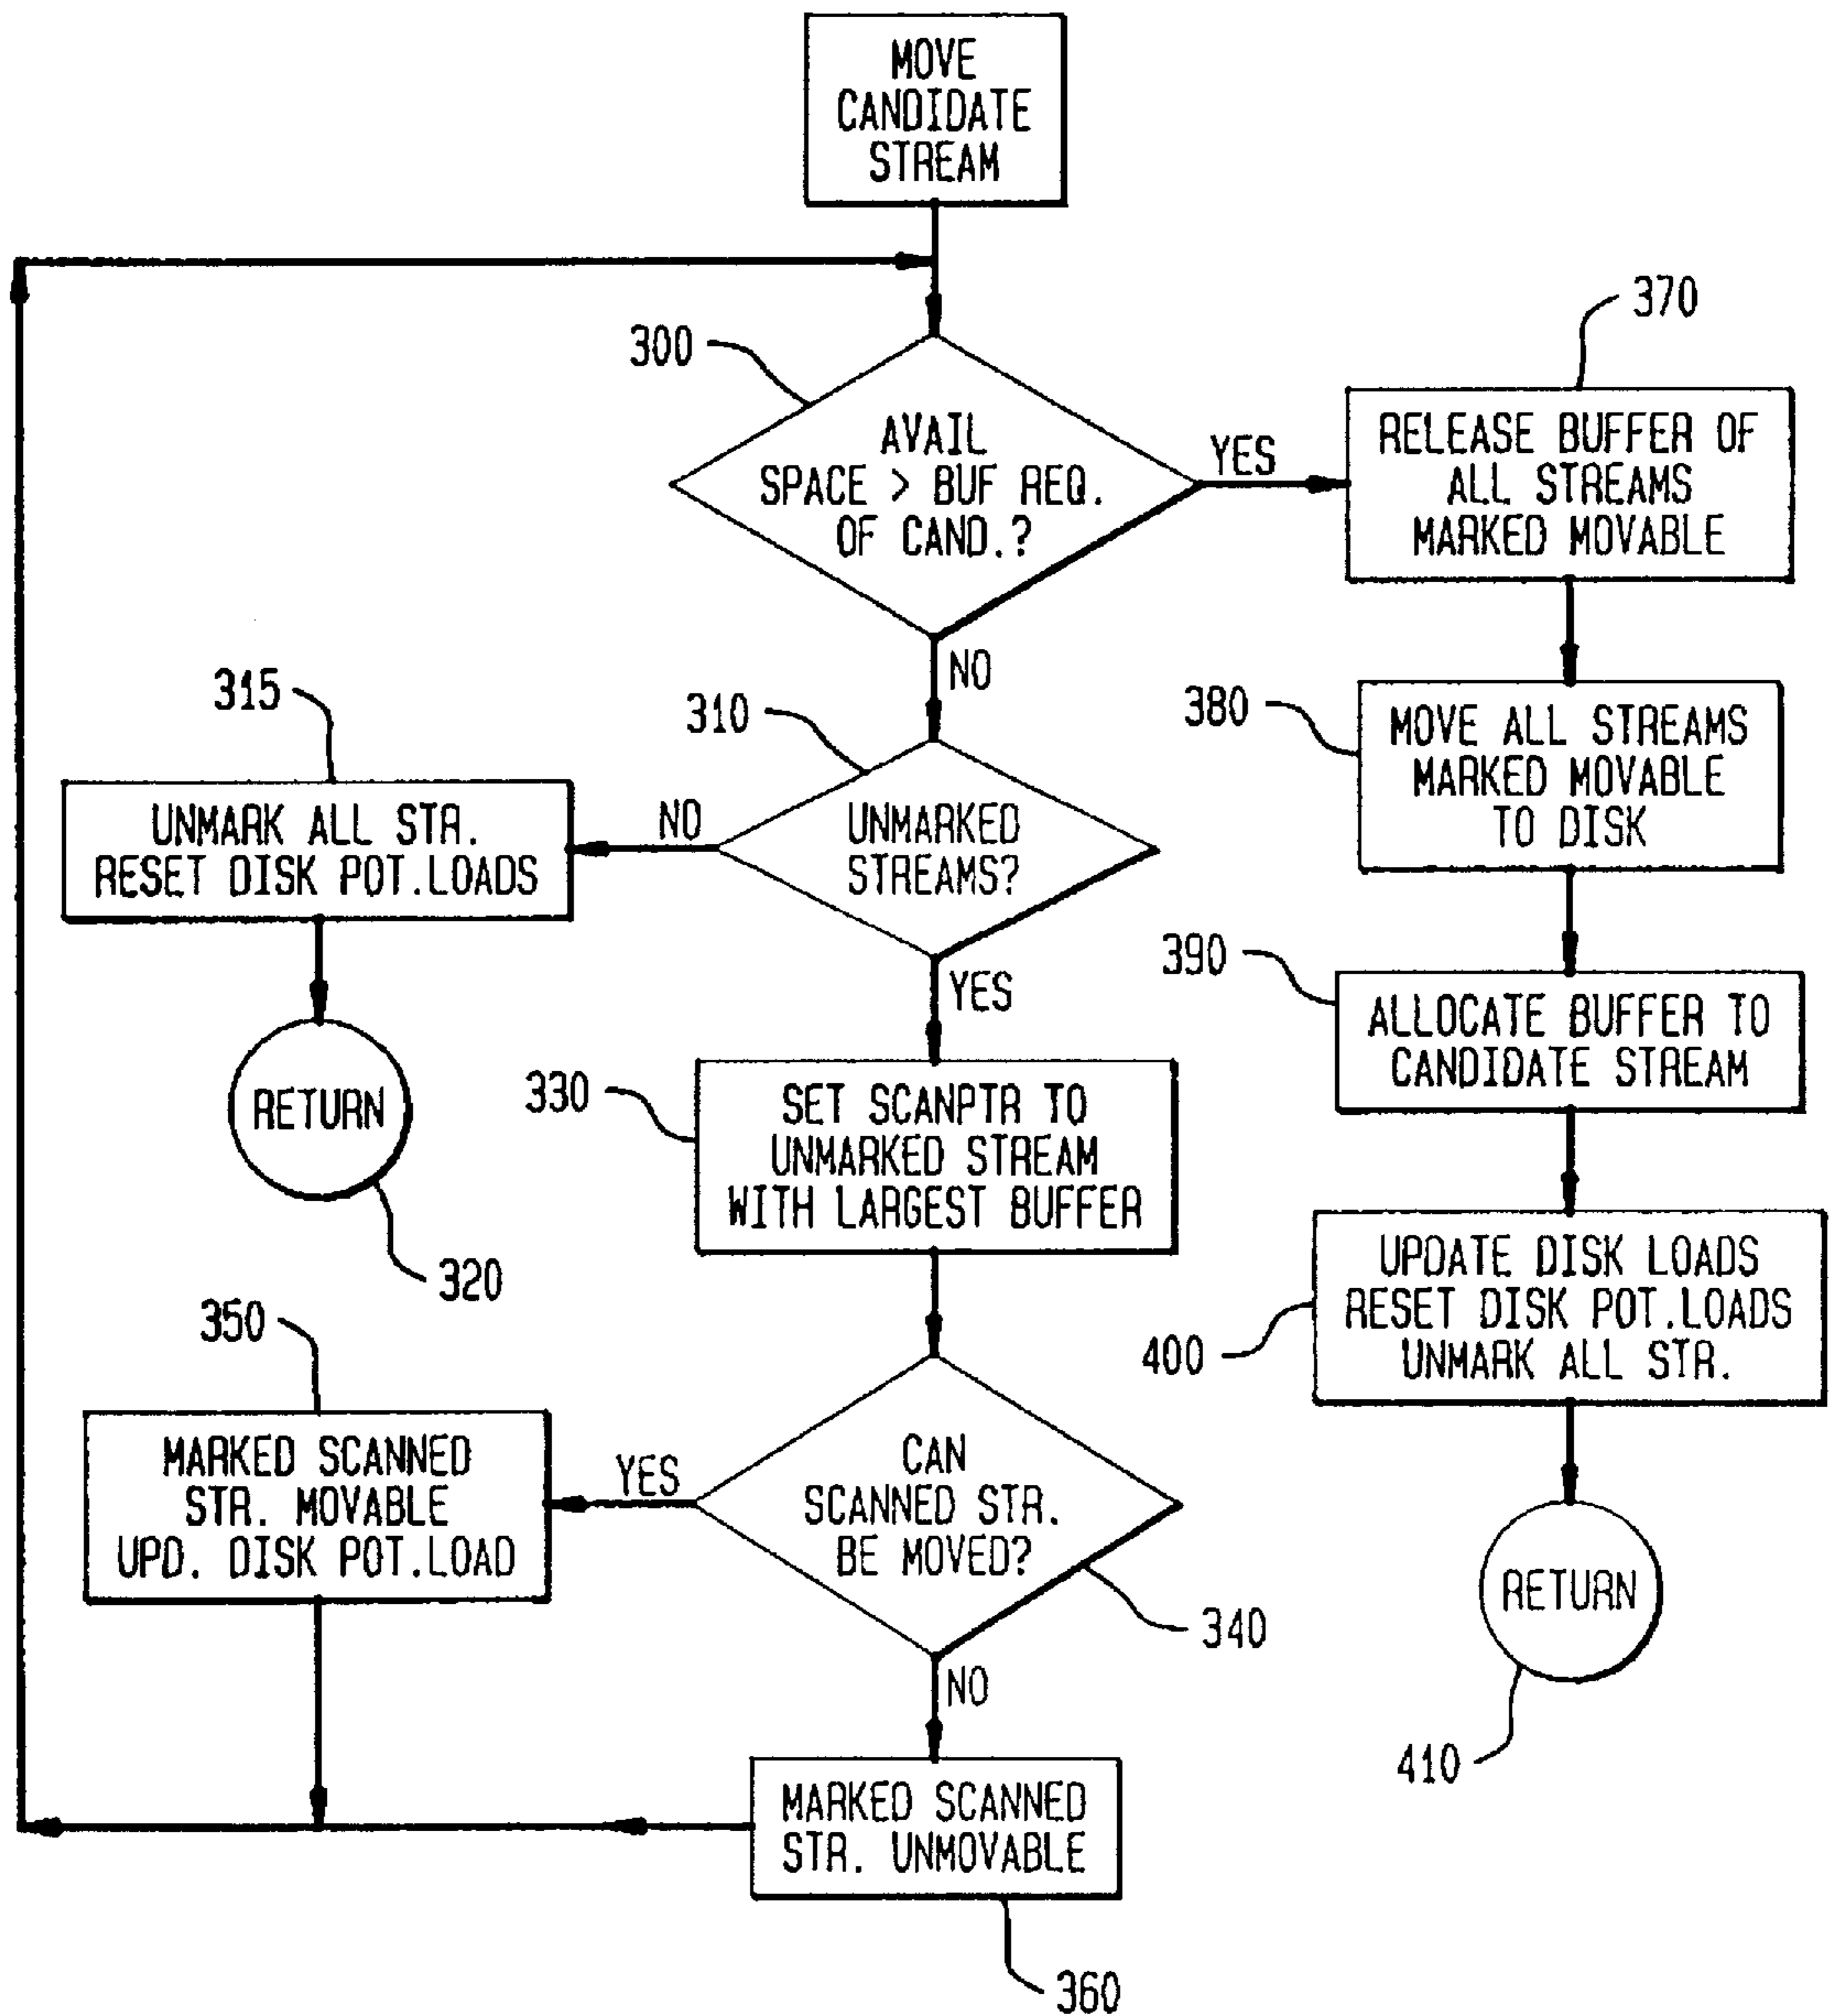 MOVE
CANDIDATE
STREAM
300
AVAIL
SPACE > BUF REQ.
OF CAND.?
YES
NO
370
RELEASE BUFFER OF
ALL STREAMS
MARKED MOVABLE
380
MOVE ALL STREAMS
MARKED MOVABLE
TO DISK
390
ALLOCATE BUFFER TO
CANDIDATE STREAM
400
UPDATE DISK LOADS
RESET DISK POT.LOADS
UNMARK ALL STR.
RETURN
410
310
UNMARKED
STREAMS?
NO
YES
315
UNMARK ALL STR.
RESET DISK POT.LOADS
RETURN
320
330
SET SCANPTR TO
UNMARKED STREAM
WITH LARGEST BUFFER
CAN
SCANNED STR.
BE MOVED?
340
YES
NO
350
MARKED SCANNED
STR. MOVABLE
UPD. DISK POT.LOAD
MARKED SCANNED
STR. UNMOVABLE
360